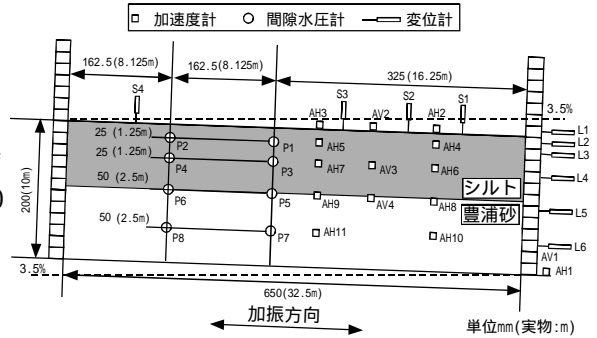 加速度計 間隙水圧計 変位計
162.5(8.125m) 162.5(8.125m) 325(16.25m)
S4 S3 S2 S1 3.5%
AH3 AV2 AH2
25 (1.25m) P2 P1 AH5 AH4 L1
L2
25 (1.25m) P4 P3 AH7 AV3 AH6 L3
50 (2.5m) シルト L4
200(10m) P6 P5 AH9 AV4 AH8 豊浦砂 L5
50 (2.5m) P8 P7 AH11 AH10 L6
3.5% AV1
AH1
650(32.5m)
加振方向 単位mm(実物:m)